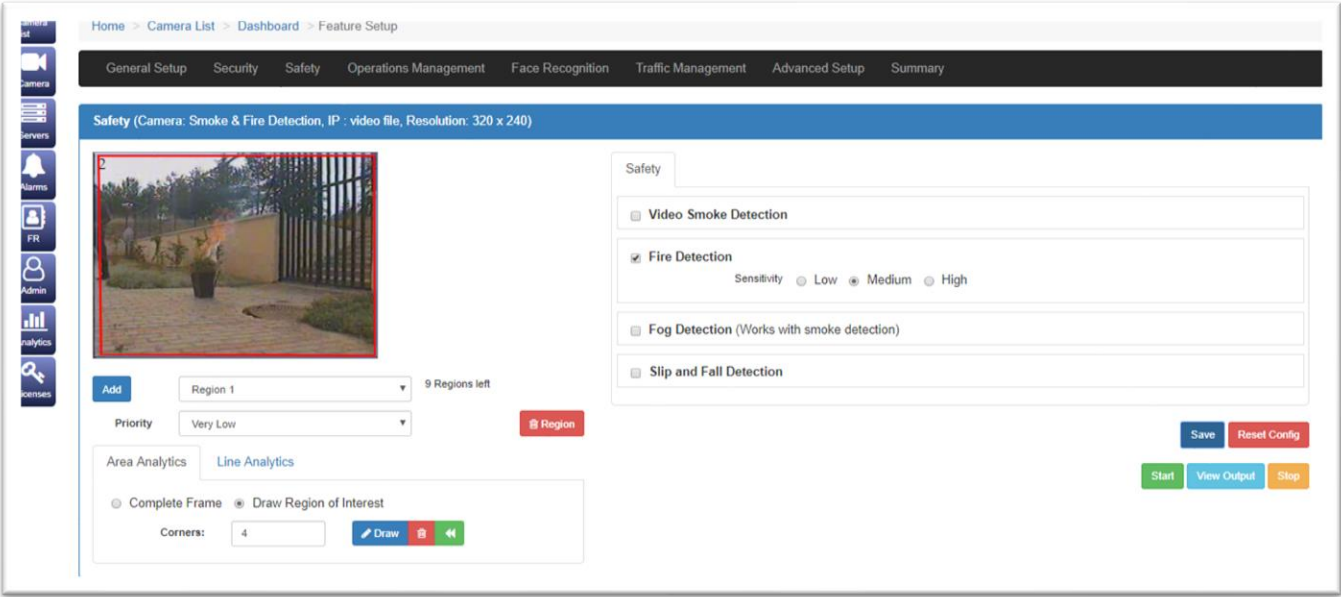 Home > Camera List > Dashboard > Feature Setup
General Setup Security Safety Operations Management Face Recognition Traffic Management Advanced Setup Summary
Camera
Servers
Alarms
FR
Admin
Safety (Camera: Smoke & Fire Detection, IP : video file, Resolution: 320 x 240)
2
Add Region 1 9 Regions left
Priority Very Low Region
Area Analytics Line Analytics
Complete Frame Draw Region of Interest
Corners: 4 Draw
Safety
Video Smoke Detection
Fire Detection
Sensitivity Low Medium High
Fog Detection (Works with smoke detection)
Slip and Fall Detection
Save Reset Config
Start View Output Stop